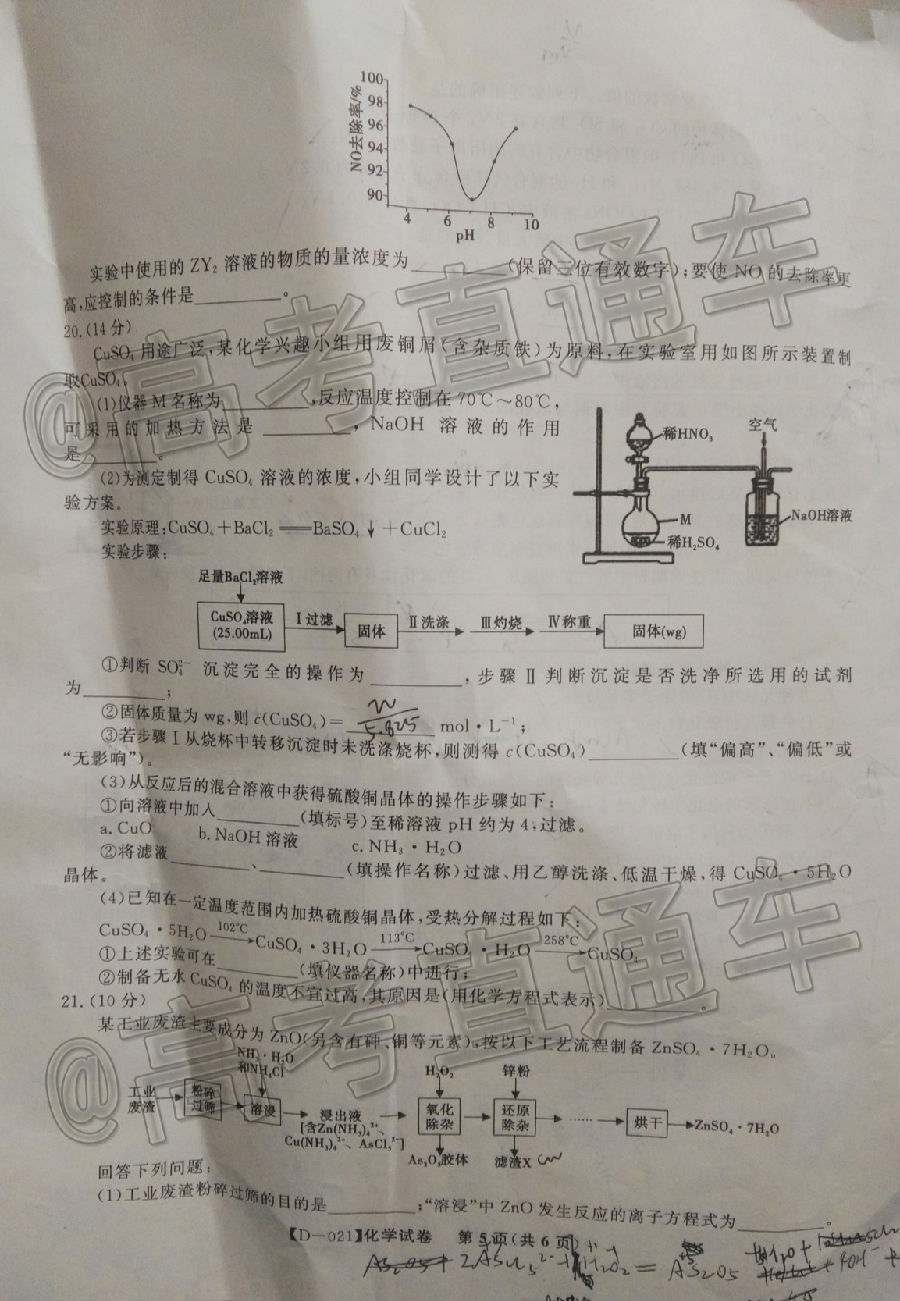 100
98
96
94
92
90
NO去除率/%
4 6 8 10
pH
实验中使用的ZY₂溶液的物质的量浓度为________(保留三位有效数字);要使NO的去除率更
高,应控制的条件是________。
20.(14分)
CuSO₄用途广泛,某化学兴趣小组用废铜屑(含杂质铁)为原料,在实验室用如图所示装置制
取CuSO₄。
(1)仪器M名称为________,反应温度控制在70℃~80℃,
可采用的加热方法是________,NaOH溶液的作用
是________。
稀HNO₃
空气
M
稀H₂SO₄
NaOH溶液
(2)为测定制得CuSO₄溶液的浓度,小组同学设计了以下实
验方案。
实验原理:CuSO₄+BaCl₂══BaSO₄↓+CuCl₂
实验步骤:
足量BaCl₂溶液
CuSO₄溶液
(25.00mL)
Ⅰ过滤
固体
Ⅱ洗涤
Ⅲ灼烧
Ⅳ称重
固体(wg)
①判断SO₄²⁻沉淀完全的操作为________,步骤Ⅱ判断沉淀是否洗净所选用的试剂
为________;
②固体质量为wg,则c(CuSO₄)= w/5.825 mol·L⁻¹;
③若步骤Ⅰ从烧杯中转移沉淀时未洗涤烧杯,则测得c(CuSO₄)________(填“偏高”、“偏低”或
“无影响”)。
(3)从反应后的混合溶液中获得硫酸铜晶体的操作步骤如下:
①向溶液中加入________(填标号)至稀溶液pH约为4,过滤。
a. CuO b. NaOH溶液 c. NH₃·H₂O
②将滤液________、________(填操作名称)过滤、用乙醇洗涤、低温干燥,得CuSO₄·5H₂O
晶体。
(4)已知在一定温度范围内加热硫酸铜晶体,受热分解过程如下:
CuSO₄·5H₂O —102℃→ CuSO₄·3H₂O —113℃→ CuSO₄·H₂O —258℃→ CuSO₄
①上述实验可在________(填仪器名称)中进行;
②制备无水CuSO₄的温度不宜过高,其原因是(用化学方程式表示)________。
21.(10分)
某工业废渣主要成分为ZnO(另含有砷、铜等元素),按以下工艺流程制备ZnSO₄·7H₂O。
NH₃·H₂O
和NH₄Cl
H₂O₂
锌粉
工业
废渣
粉碎
过筛
溶浸
浸出液
[含Zn(NH₃)₄²⁺、
Cu(NH₃)₄²⁺、AsCl₅²⁻]
氧化
除杂
还原
除杂
……
烘干
ZnSO₄·7H₂O
As₂O₅胶体
滤渣X Cu
回答下列问题:
(1)工业废渣粉碎过筛的目的是________;“溶浸”中ZnO发生反应的离子方程式为________。
【D—021】化学试卷 第5页(共6页)